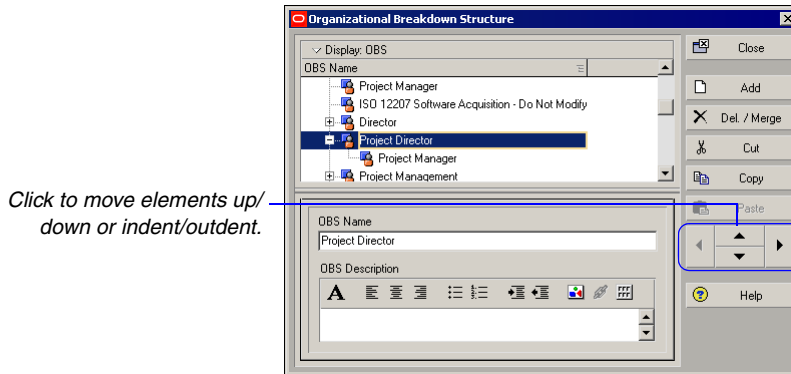 Organizational Breakdown Structure
Display: OBS
OBS Name
Project Manager
ISO 12207 Software Acquisition - Do Not Modify
Director
Project Director
Project Manager
Project Management
Close
Add
Del. / Merge
Cut
Copy
Paste
Click to move elements up/
down or indent/outdent.
OBS Name
Project Director
OBS Description
A
Help